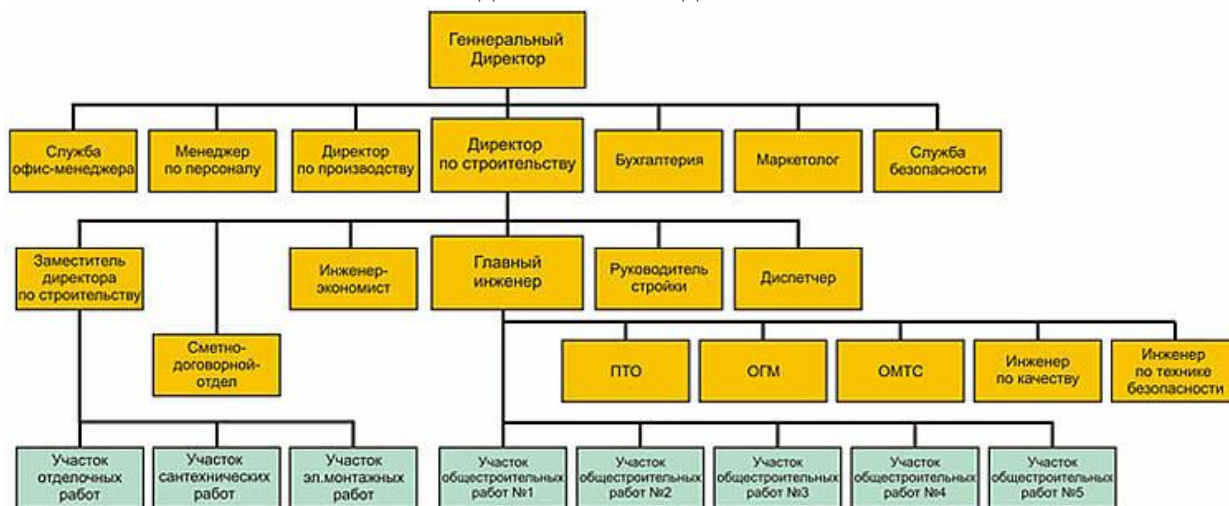 Геннеральный
Директор
Служба
офис-менеджера
Менеджер
по персоналу
Директор
по производству
Директор
по строительству
Бухгалтерия
Маркетолог
Служба
безопасности
Заместитель
директора
по строительству
Сметно-
договорной-
отдел
Инженер-
экономист
Главный
инженер
Руководитель
стройки
Диспетчер
ПТО
ОГМ
ОМТС
Инженер
по качеству
Инженер
по технике
безопасности
Участок
отделочных
работ
Участок
сантехнических
работ
Участок
эл.монтажных
работ
Участок
общестроительных
работ №1
Участок
общестроительных
работ №2
Участок
общестроительных
работ №3
Участок
общестроительных
работ №4
Участок
общестроительных
работ №5